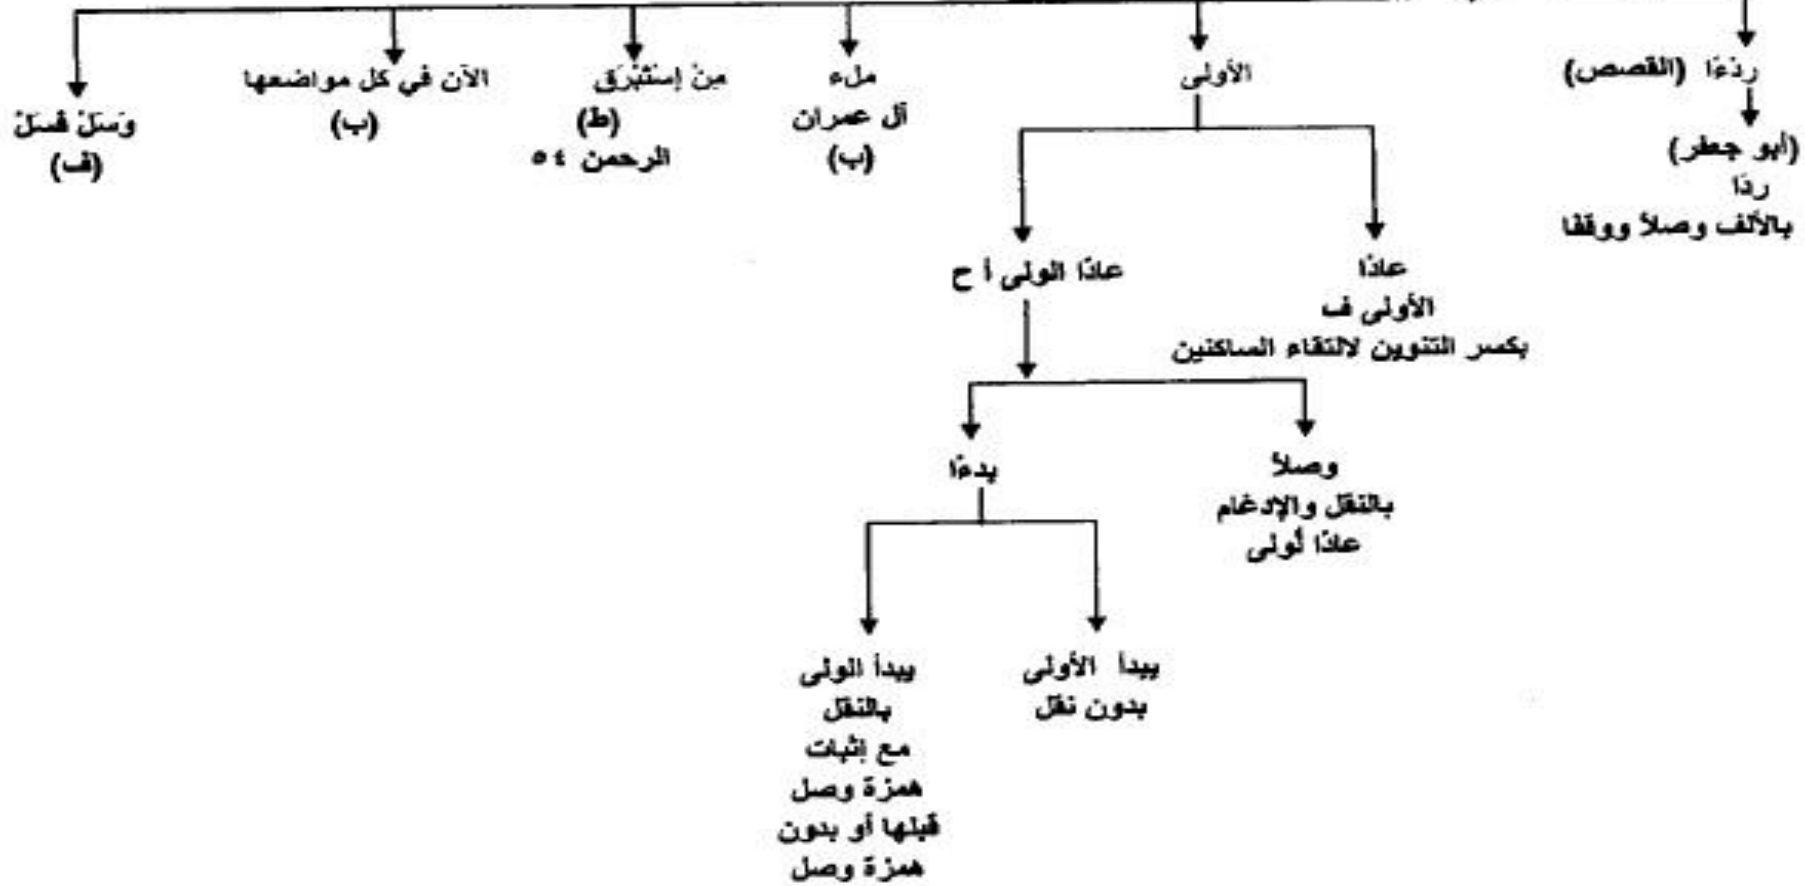 ردْءًا (القصص)
(أبو جعفر)
ردًا
بالألف وصلاً ووقفا
الأولى
عادًا
الأولى ف
بكسر التنوين لالتقاء الساكنين
عادًا الولى أ ح
وصلاً
بالنقل والإدغام
عادًا لُولى
بدءًا
يبدأ الأولى
بدون نقل
يبدأ الولى
بالنقل
مع إثبات
همزة وصل
قبلها أو بدون
همزة وصل
ملء
آل عمران
(ب)
مِنْ إِسْتَبْرَق
(ط)
الرحمن ٥٤
الآن في كل مواضعها
(ب)
وَسَلْ فَسَلْ
(ف)